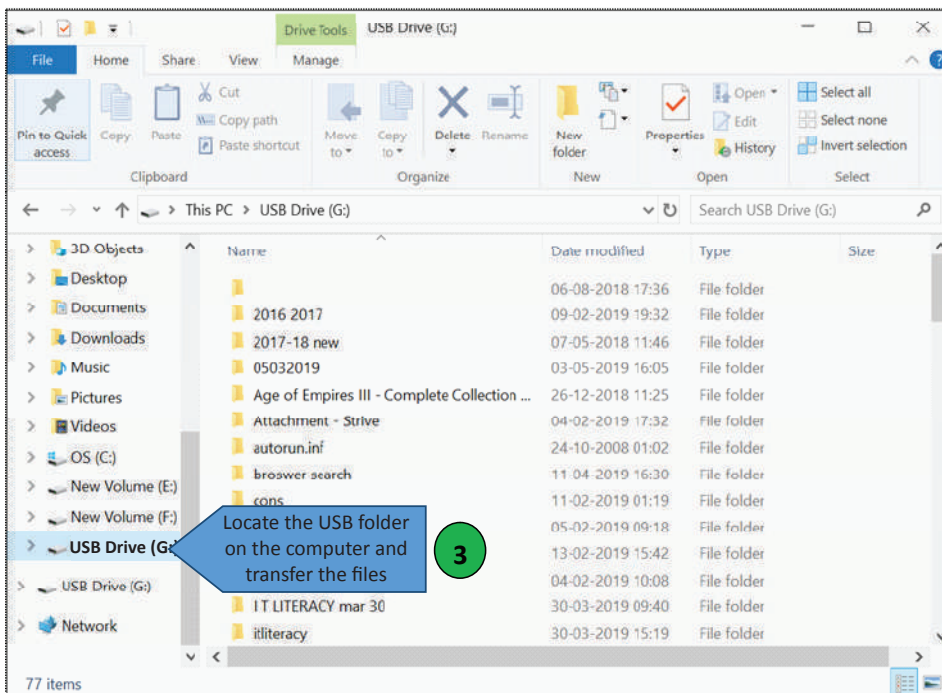 Drive Tools USB Drive (G:)
File Home Share View Manage
Pin to Quick access
Copy
Paste
Cut
Copy path
Paste shortcut
Clipboard
Move to
Copy to
Delete
Rename
Organize
New folder
New
Properties
Open
Edit
History
Open
Select all
Select none
Invert selection
Select
This PC > USB Drive (G:)
Search USB Drive (G:)
3D Objects
Desktop
Documents
Downloads
Music
Pictures
Videos
OS (C:)
New Volume (E:)
New Volume (F:)
USB Drive (G:)
USB Drive (G:)
Network
Name Date modified Type Size
06-08-2018 17:36 File folder
2016 2017 09-02-2019 19:32 File folder
2017-18 new 07-05-2018 11:46 File folder
05032019 03-05-2019 16:05 File folder
Age of Empires III - Complete Collection ... 26-12-2018 11:25 File folder
Attachment - Strive 04-02-2019 17:32 File folder
autorun.inf 24-10-2008 01:02 File folder
broswer search 11-04-2019 16:30 File folder
cons 11-02-2019 01:19 File folder
05-02-2019 09:18 File folder
13-02-2019 15:42 File folder
04-02-2019 10:08 File folder
I T LITERACY mar 30 30-03-2019 09:40 File folder
itliteracy 30-03-2019 15:19 File folder
Locate the USB folder
on the computer and
transfer the files
3
77 items